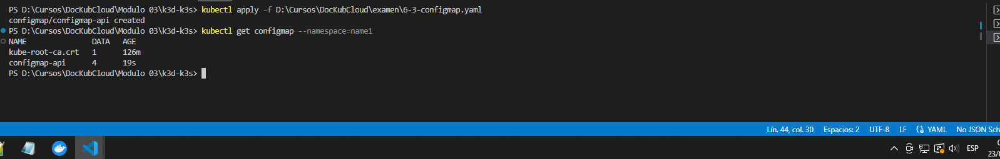 PS D:\Cursos\DocKubCloud\Modulo 03\k3d-k3s> kubectl apply -f D:\Cursos\DocKubCloud\examen\6-3-configmap.yaml
configmap/configmap-api created
PS D:\Cursos\DocKubCloud\Modulo 03\k3d-k3s> kubectl get configmap --namespace=name1
NAME DATA AGE
kube-root-ca.crt 1 126m
configmap-api 4 19s
PS D:\Cursos\DocKubCloud\Modulo 03\k3d-k3s>
Lín. 44, col. 30 Espacios: 2 UTF-8 LF YAML No JSON Sch
ESP
23/